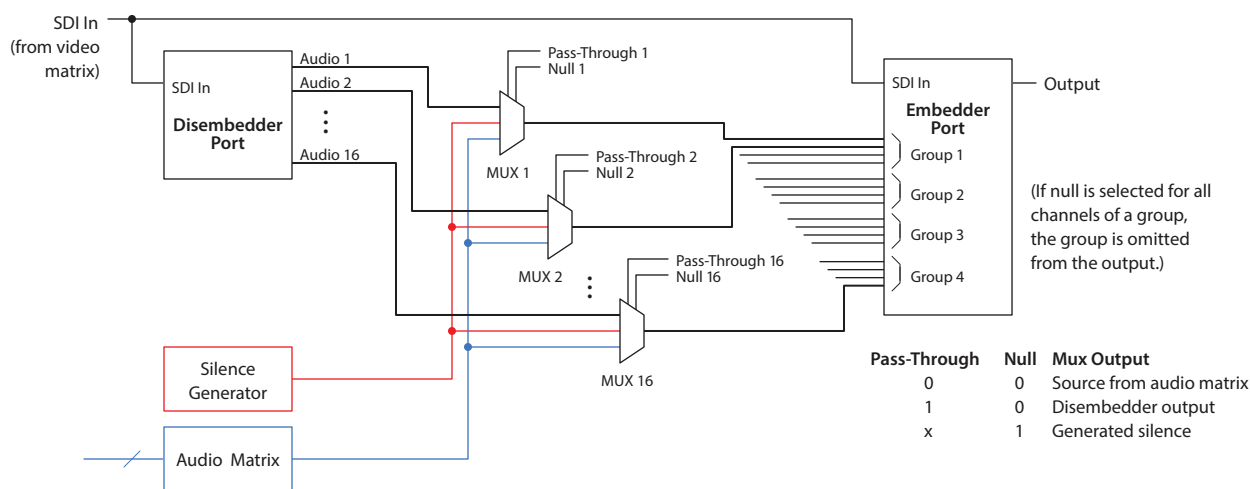 SDI In
(from video
matrix)
SDI In
Disembedder
Port
Audio 1
Audio 2
Audio 16
Pass-Through 1
Null 1
MUX 1
Pass-Through 2
Null 2
MUX 2
Pass-Through 16
Null 16
MUX 16
SDI In
Embedder
Port
Group 1
Group 2
Group 3
Group 4
Output
(If null is selected for all
channels of a group,
the group is omitted
from the output.)
Silence
Generator
Audio Matrix
Pass-Through Null Mux Output
0 0 Source from audio matrix
1 0 Disembedder output
x 1 Generated silence